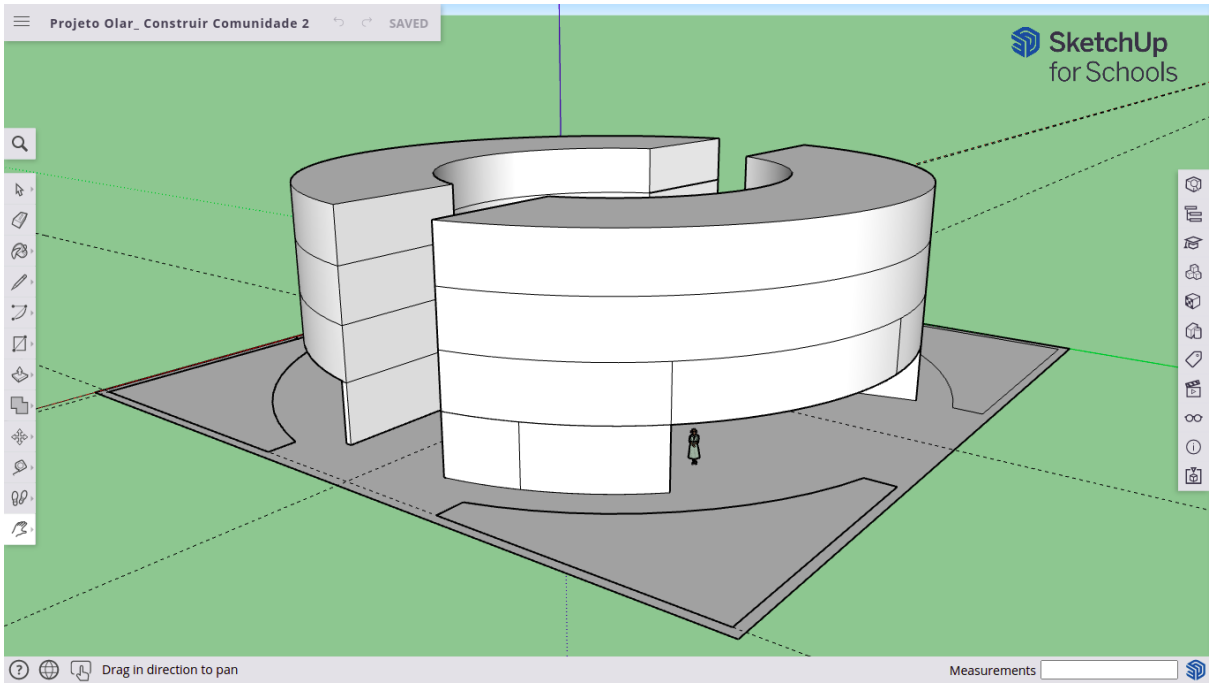 Projeto Olar_ Construir Comunidade 2
SAVED
SketchUp
for Schools
Drag in direction to pan
Measurements